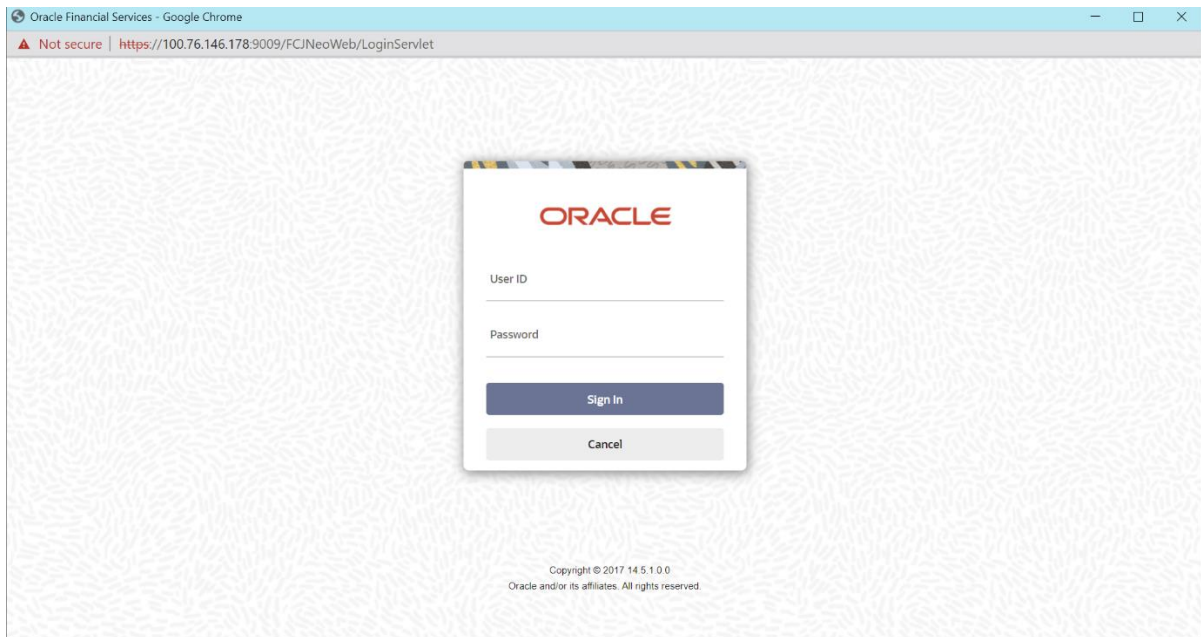 Oracle Financial Services - Google Chrome
Not secure | https://100.76.146.178:9009/FCJNeoWeb/LoginServlet
ORACLE
User ID
Password
Sign In
Cancel
Copyright © 2017 14.5.1.0.0
Oracle and/or its affiliates. All rights reserved.